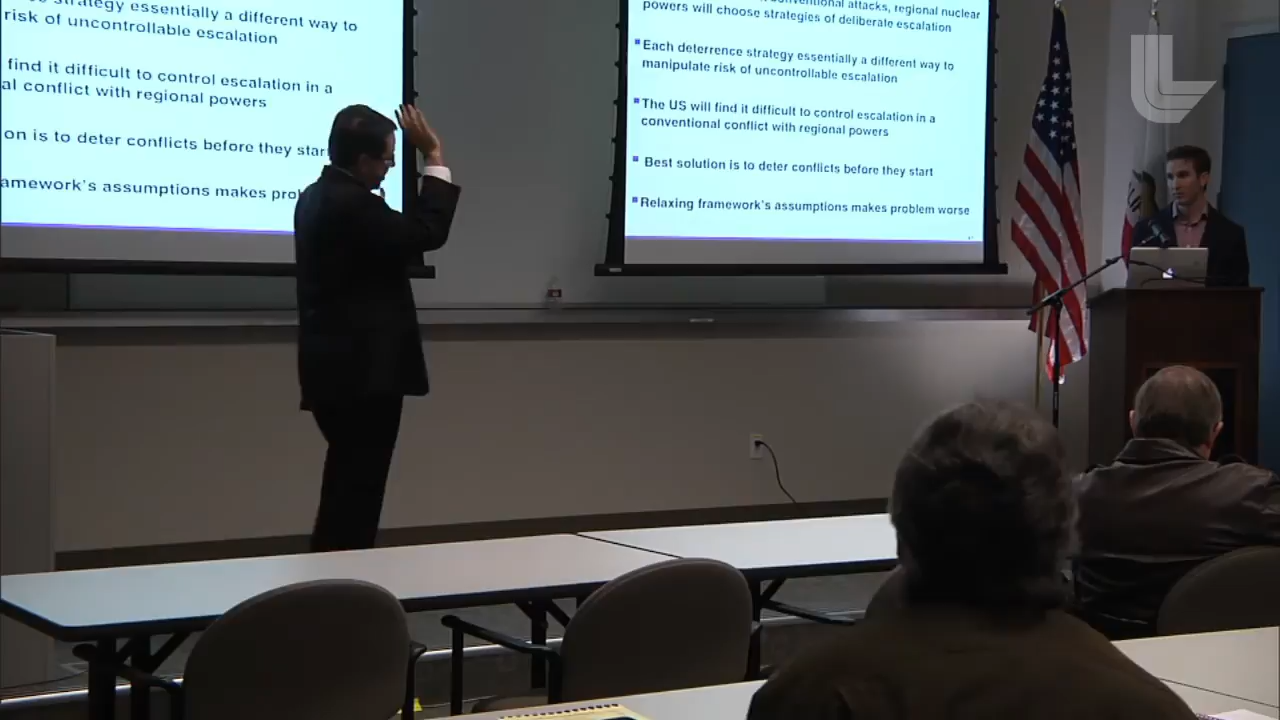 strategy essentially a different way to
risk of uncontrollable escalation
find it difficult to control escalation in a
al conflict with regional powers
on is to deter conflicts before they star
amework's assumptions makes pro
attacks, regional nuclear
powers will choose strategies of deliberate escalation
Each deterrence strategy essentially a different way to
manipulate risk of uncontrollable escalation
The US will find it difficult to control escalation in a
conventional conflict with regional powers
Best solution is to deter conflicts before they start
Relaxing framework's assumptions makes problem worse